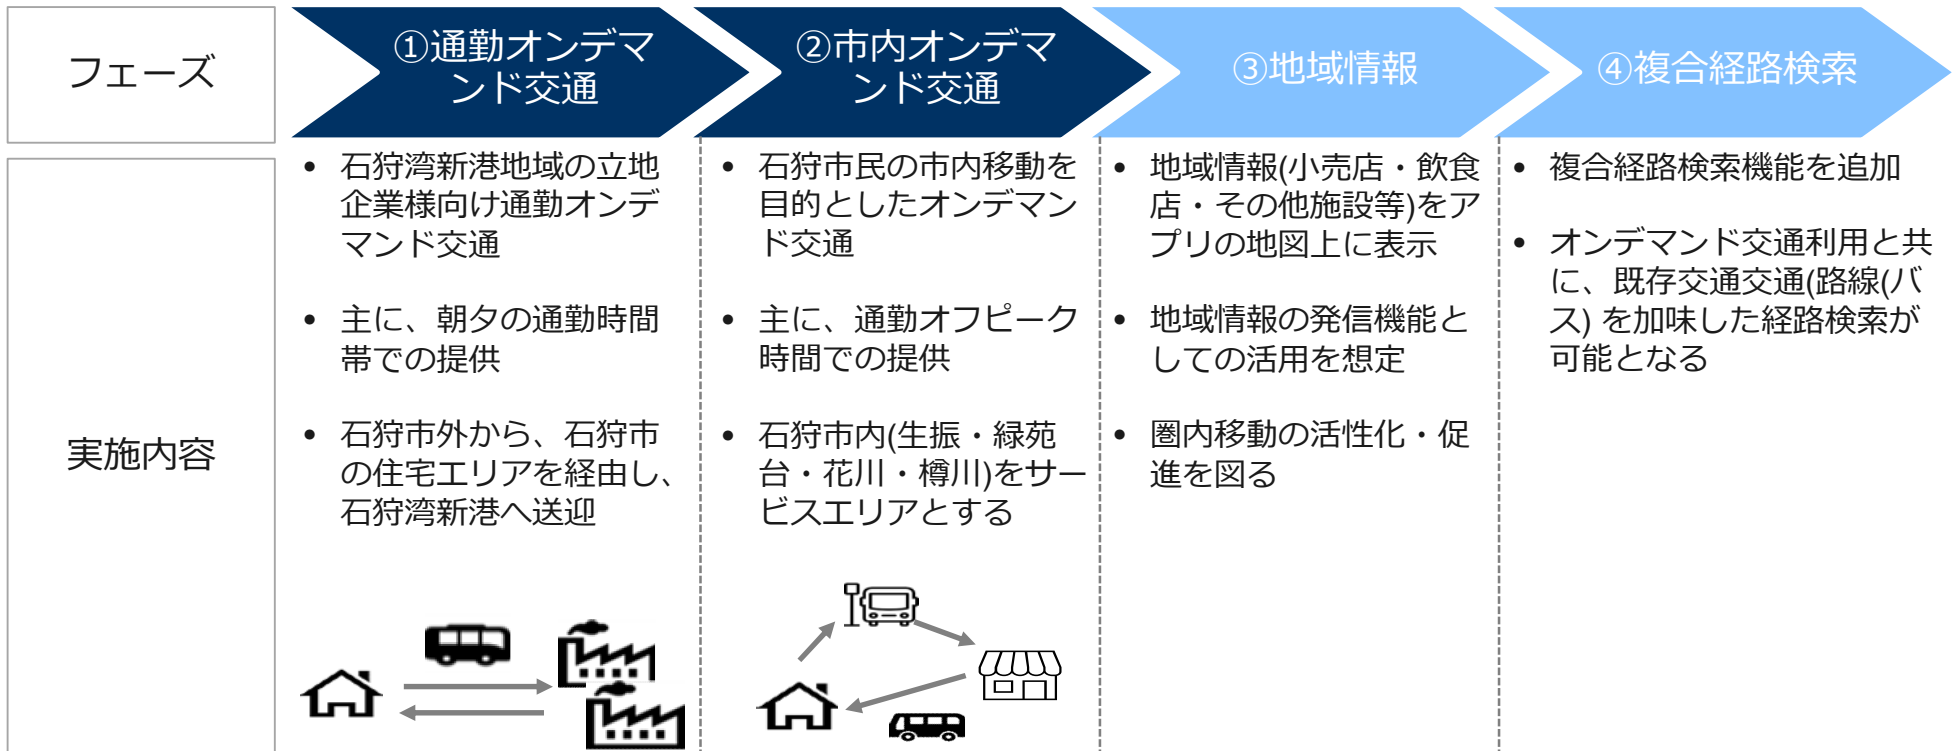 フェーズ
①通勤オンデマ
ンド交通
②市内オンデマ
ンド交通
③地域情報
④複合経路検索
実施内容
• 石狩湾新港地域の立地
企業様向け通勤オンデ
マンド交通
• 主に、朝夕の通勤時間
帯での提供
• 石狩市外から、石狩市
の住宅エリアを経由し、
石狩湾新港へ送迎
• 石狩市民の市内移動を
目的としたオンデマン
ド交通
• 主に、通勤オフピーク
時間での提供
• 石狩市内(生振・緑苑
台・花川・樽川)をサー
ビスエリアとする
• 地域情報(小売店・飲食
店・その他施設等)をア
プリの地図上に表示
• 地域情報の発信機能と
しての活用を想定
• 圏内移動の活性化・促
進を図る
• 複合経路検索機能を追加
• オンデマンド交通利用と共
に、既存交通交通(路線(バ
ス) を加味した経路検索が
可能となる